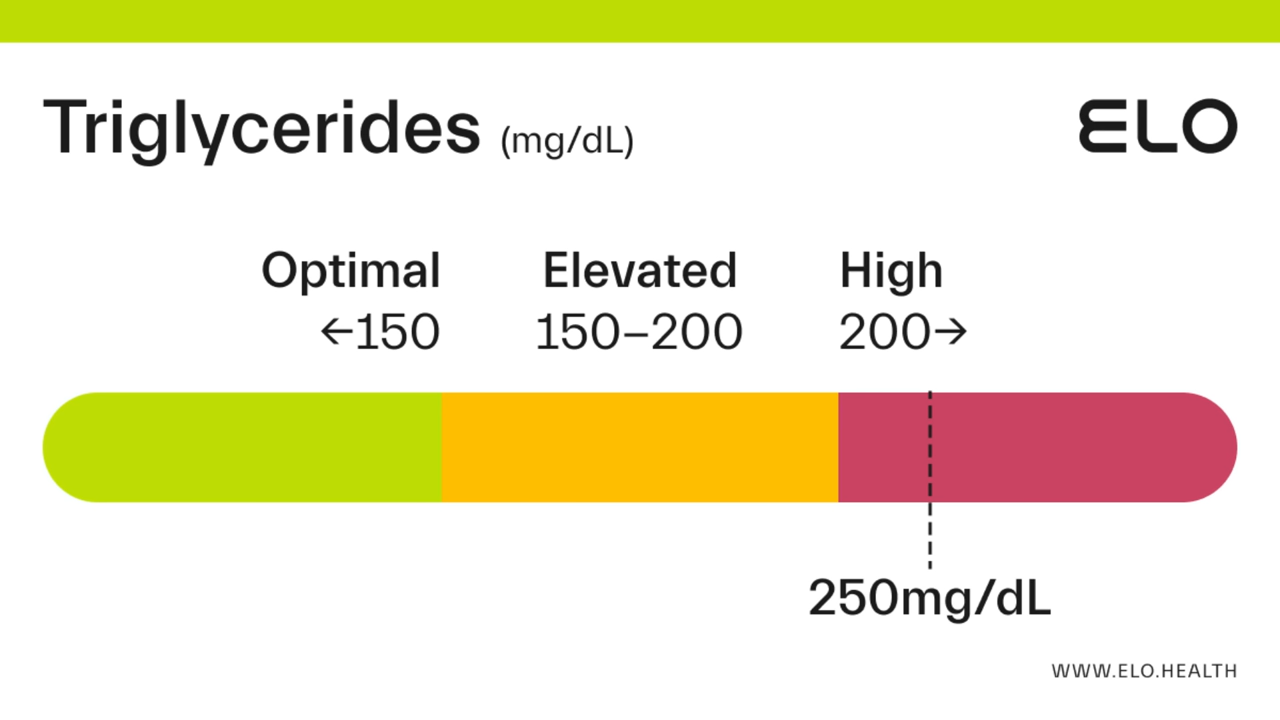 Triglycerides (mg/dL)
ELO
Optimal
←150
Elevated
150–200
High
200→
250mg/dL
WWW.ELO.HEALTH